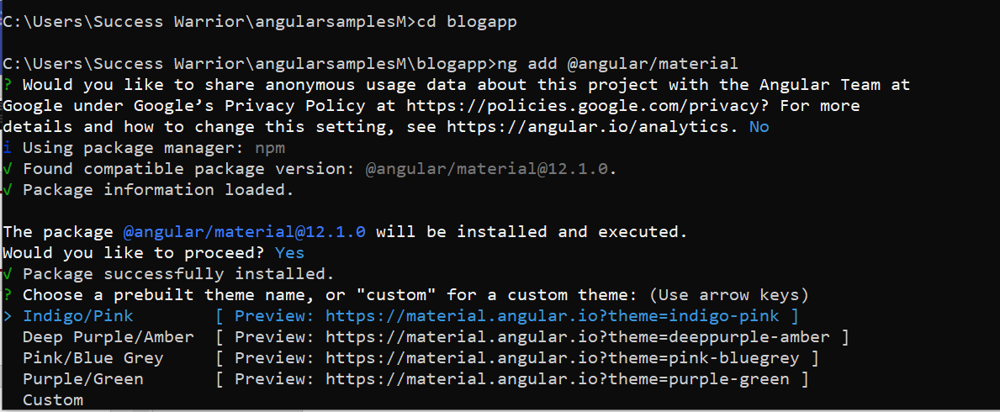 C:\Users\Success Warrior\angularsamplesM>cd blogapp
C:\Users\Success Warrior\angularsamplesM\blogapp>ng add @angular/material
? Would you like to share anonymous usage data about this project with the Angular Team at
Google under Google’s Privacy Policy at https://policies.google.com/privacy? For more
details and how to change this setting, see https://angular.io/analytics. No
i Using package manager: npm
√ Found compatible package version: @angular/material@12.1.0.
√ Package information loaded.
The package @angular/material@12.1.0 will be installed and executed.
Would you like to proceed? Yes
√ Package successfully installed.
? Choose a prebuilt theme name, or "custom" for a custom theme: (Use arrow keys)
> Indigo/Pink        [ Preview: https://material.angular.io?theme=indigo-pink ]
  Deep Purple/Amber  [ Preview: https://material.angular.io?theme=deeppurple-amber ]
  Pink/Blue Grey     [ Preview: https://material.angular.io?theme=pink-bluegrey ]
  Purple/Green       [ Preview: https://material.angular.io?theme=purple-green ]
  Custom